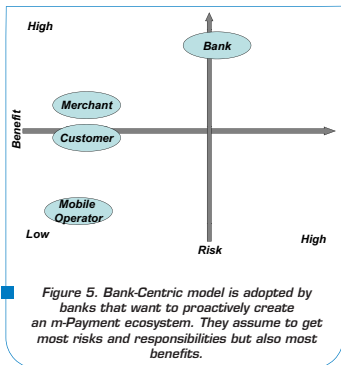 High
Bank
Merchant
Benefit
Customer
Mobile
Operator
Low
High
Risk
Figure 5. Bank-Centric model is adopted by
banks that want to proactively create
an m-Payment ecosystem. They assume to get
most risks and responsibilities but also most
benefits.